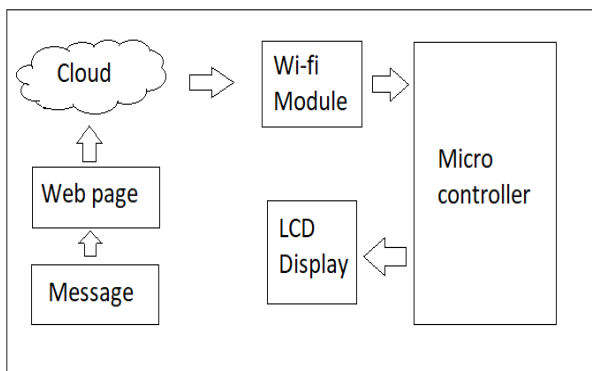 Cloud
Wi-fi
Module
Micro
controller
Web page
LCD
Display
Message